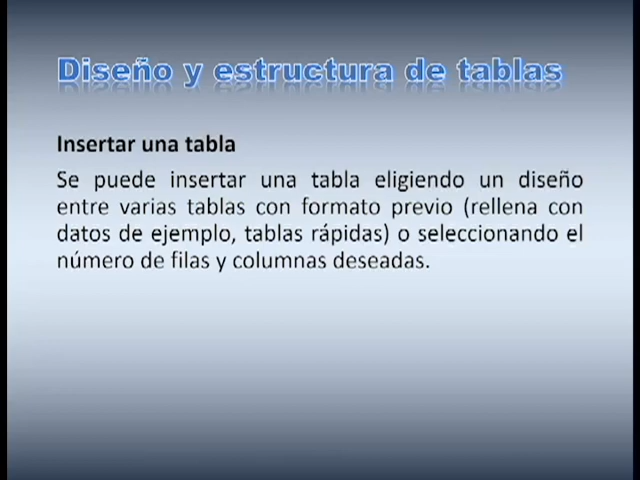 Diseño y estructura de tablas
Insertar una tabla
Se puede insertar una tabla eligiendo un diseño
entre varias tablas con formato previo (rellena con
datos de ejemplo, tablas rápidas) o seleccionando el
número de filas y columnas deseadas.